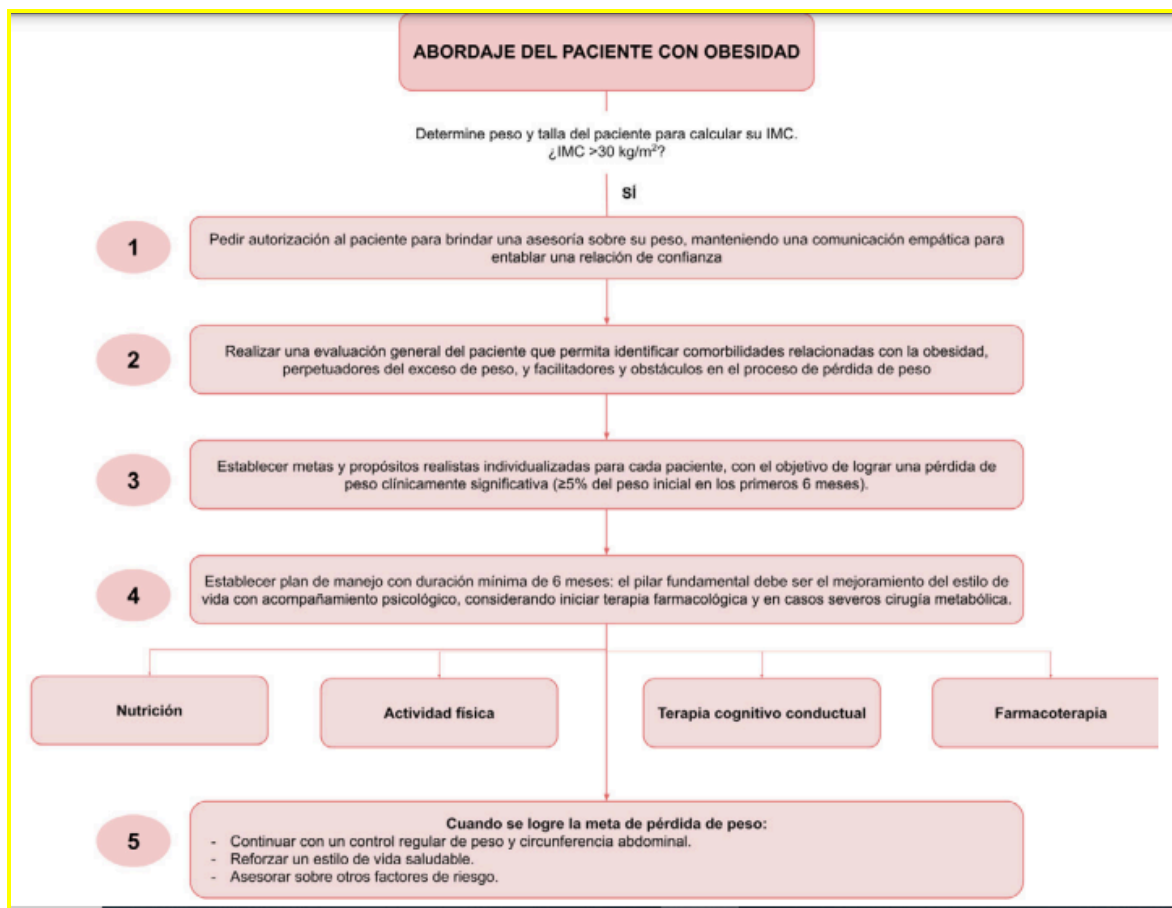 ABORDAJE DEL PACIENTE CON OBESIDAD
Determine peso y talla del paciente para calcular su IMC.
¿IMC >30 kg/m²?
SÍ
1
Pedir autorización al paciente para brindar una asesoría sobre su peso, manteniendo una comunicación empática para
entablar una relación de confianza
2
Realizar una evaluación general del paciente que permita identificar comorbilidades relacionadas con la obesidad,
perpetuadores del exceso de peso, y facilitadores y obstáculos en el proceso de pérdida de peso
3
Establecer metas y propósitos realistas individualizadas para cada paciente, con el objetivo de lograr una pérdida de
peso clínicamente significativa (≥5% del peso inicial en los primeros 6 meses).
4
Establecer plan de manejo con duración mínima de 6 meses: el pilar fundamental debe ser el mejoramiento del estilo de
vida con acompañamiento psicológico, considerando iniciar terapia farmacológica y en casos severos cirugía metabólica.
Nutrición
Actividad física
Terapia cognitivo conductual
Farmacoterapia
5
Cuando se logre la meta de pérdida de peso:
- Continuar con un control regular de peso y circunferencia abdominal.
- Reforzar un estilo de vida saludable.
- Asesorar sobre otros factores de riesgo.